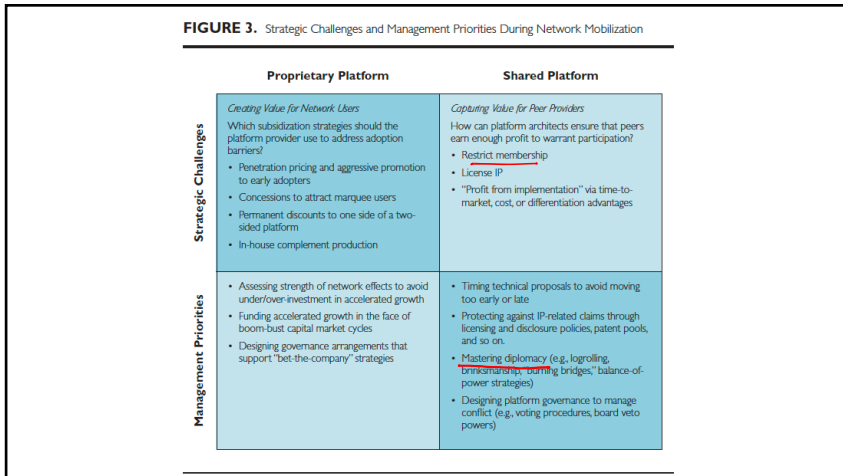 FIGURE 3. Strategic Challenges and Management Priorities During Network Mobilization
Proprietary Platform
Shared Platform
Strategic Challenges
Creating Value for Network Users
Which subsidization strategies should the
platform provider use to address adoption
barriers?
• Penetration pricing and aggressive promotion
to early adopters
• Concessions to attract marquee users
• Permanent discounts to one side of a two-
sided platform
• In-house complement production
Capturing Value for Peer Providers
How can platform architects ensure that peers
earn enough profit to warrant participation?
• Restrict membership
• License IP
• "Profit from implementation" via time-to-
market, cost, or differentiation advantages
Management Priorities
• Assessing strength of network effects to avoid
under/over-investment in accelerated growth
• Funding accelerated growth in the face of
boom-bust capital market cycles
• Designing governance arrangements that
support "bet-the-company" strategies
• Timing technical proposals to avoid moving
too early or late
• Protecting against IP-related claims through
licensing and disclosure policies, patent pools,
and so on.
• Mastering diplomacy (e.g., logrolling,
brinksmanship, "burning bridges," balance-of-
power strategies)
• Designing platform governance to manage
conflict (e.g., voting procedures, board veto
powers)